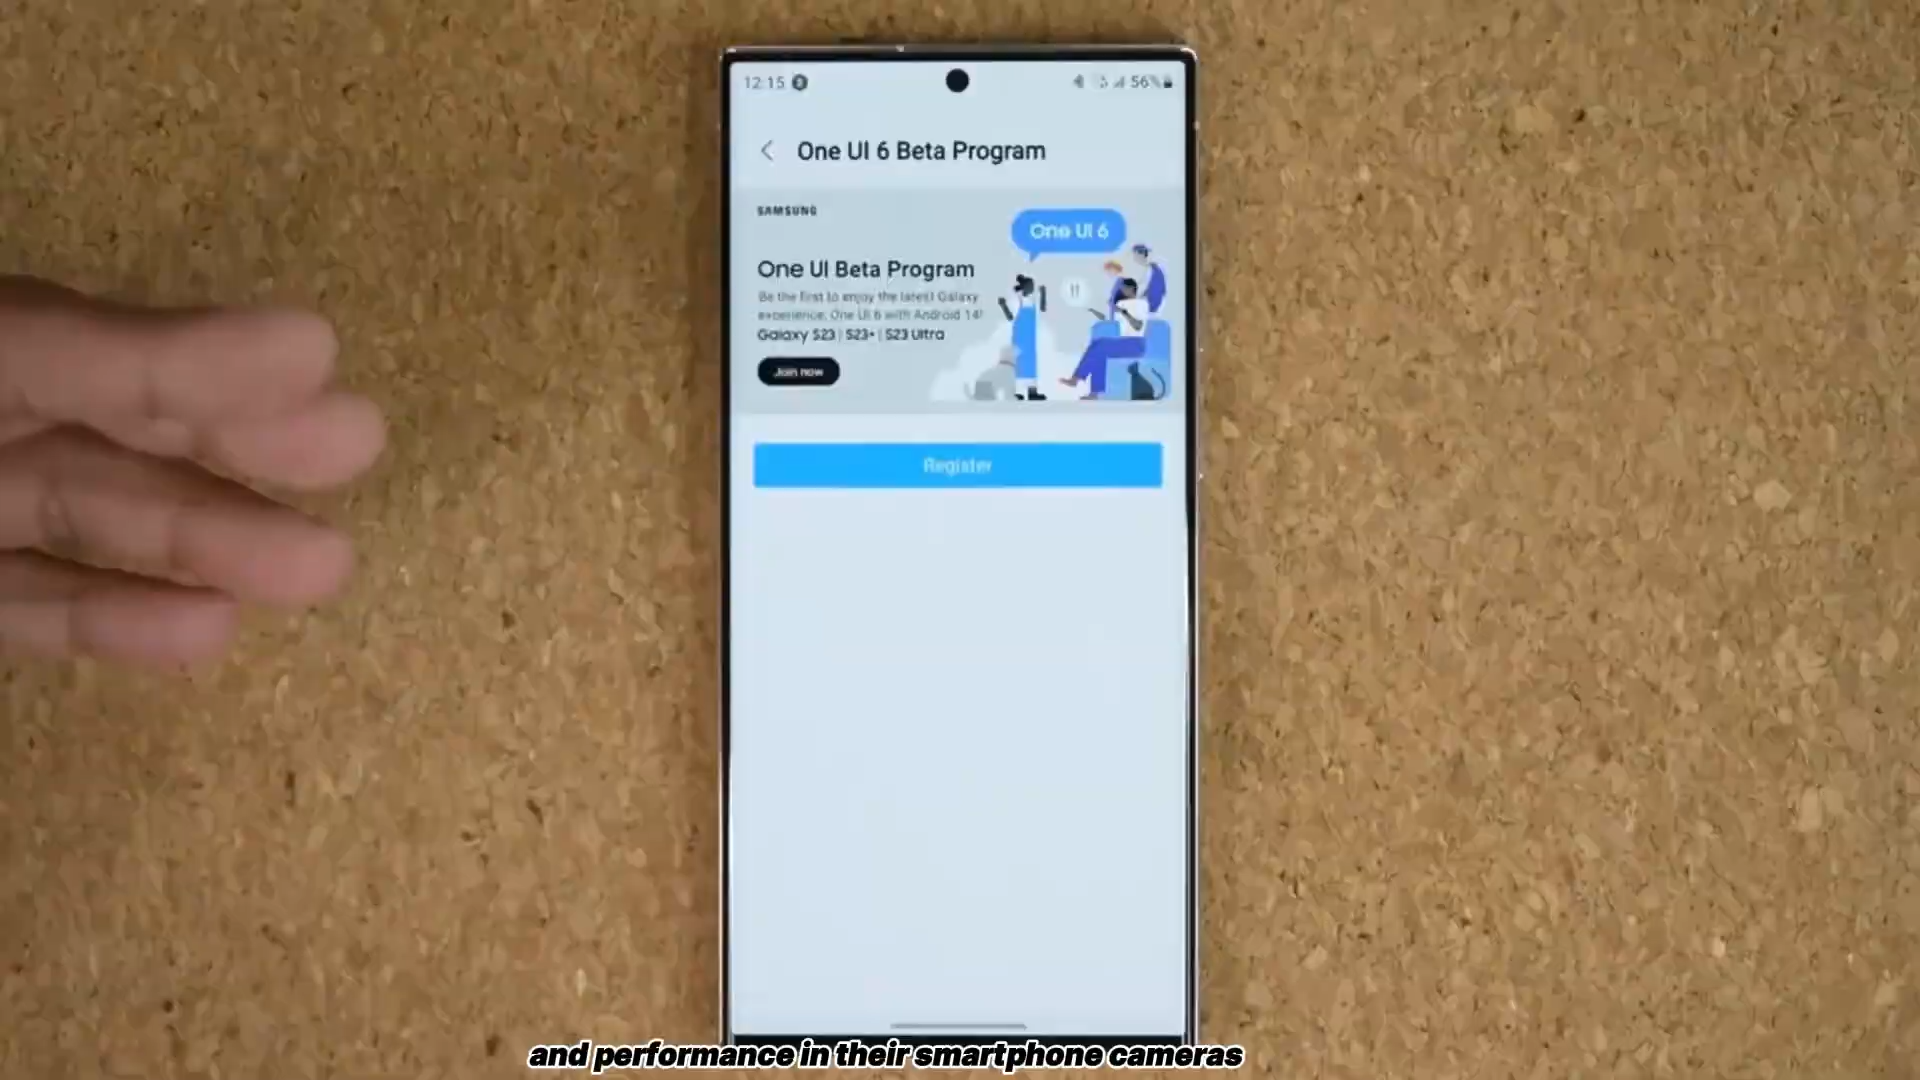 12:15
56%
One UI 6 Beta Program
SAMSUNG
One UI 6
One UI Beta Program
Be the first to enjoy the latest Galaxy
experience, One UI 6 with Android 14!
Galaxy S23 | S23+ | S23 Ultra
Join now
Register
and performance in their smartphone cameras